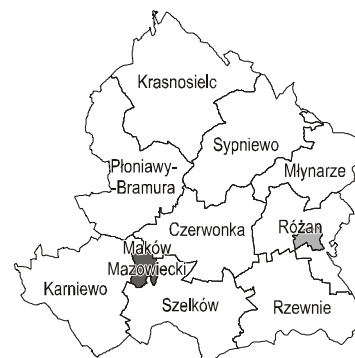 Krasnosielc
Sypniewo
Młynarze
Płoniawy-
Bramura
Czerwonka
Różan
Maków
Mazowiecki
Karniewo
Szelków
Rzewnie